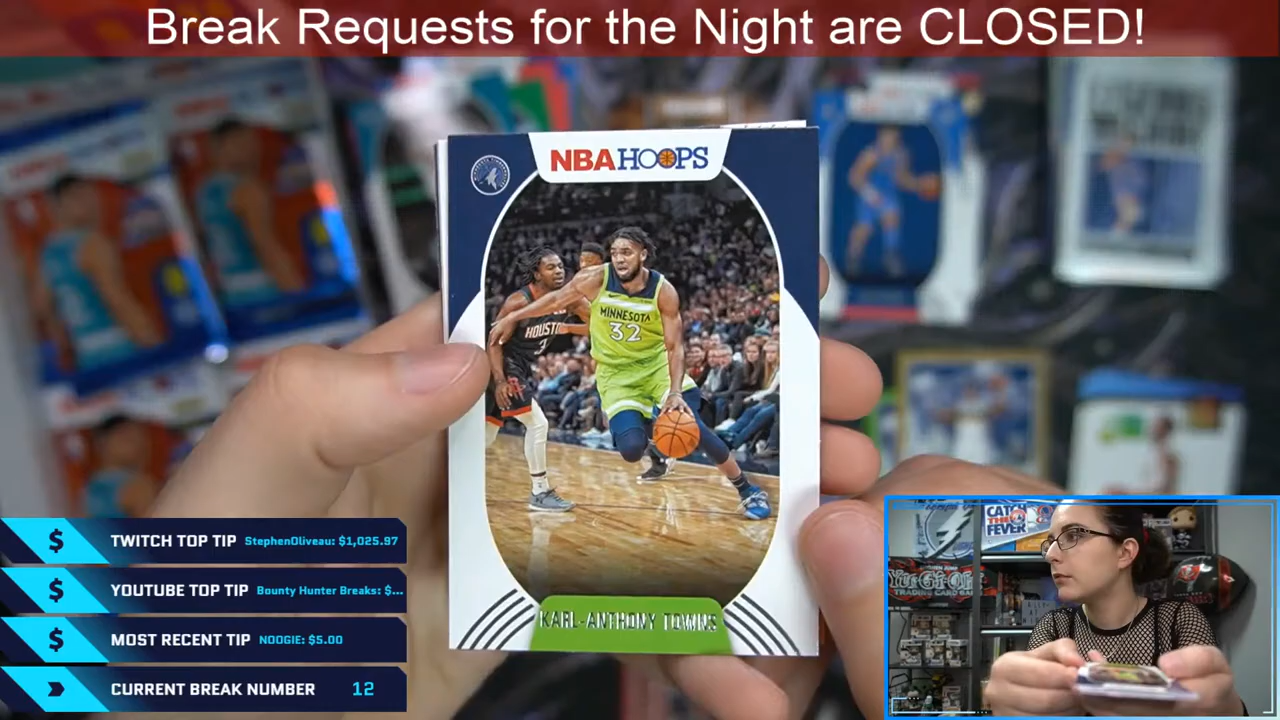 Break Requests for the Night are CLOSED!
NBA HOOPS
MINNESOTA
32
HOUSTON
KARL-ANTHONY TOWNS
TWITCH TOP TIP StephenOliveau: $1,025.97
YOUTUBE TOP TIP Bounty Hunter Breaks: $...
MOST RECENT TIP NOOGIE: $5.00
CURRENT BREAK NUMBER 12
CATCH
THE
FEVER
Yu-Gi-Oh!
TRADING CARD GAME